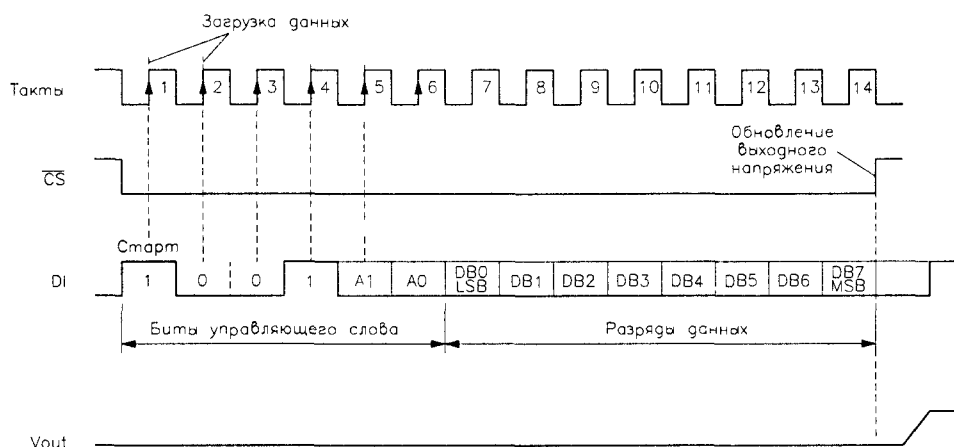 Загрузка данных
Такты
1 2 3 4 5 6 7 8 9 10 11 12 13 14
Обновление
выходного
напряжения
CS
Старт
DI
1 0 0 1 A1 A0 DB0 LSB DB1 DB2 DB3 DB4 DB5 DB6 DB7 MSB
Биты управляющего слова
Разряды данных
Vout